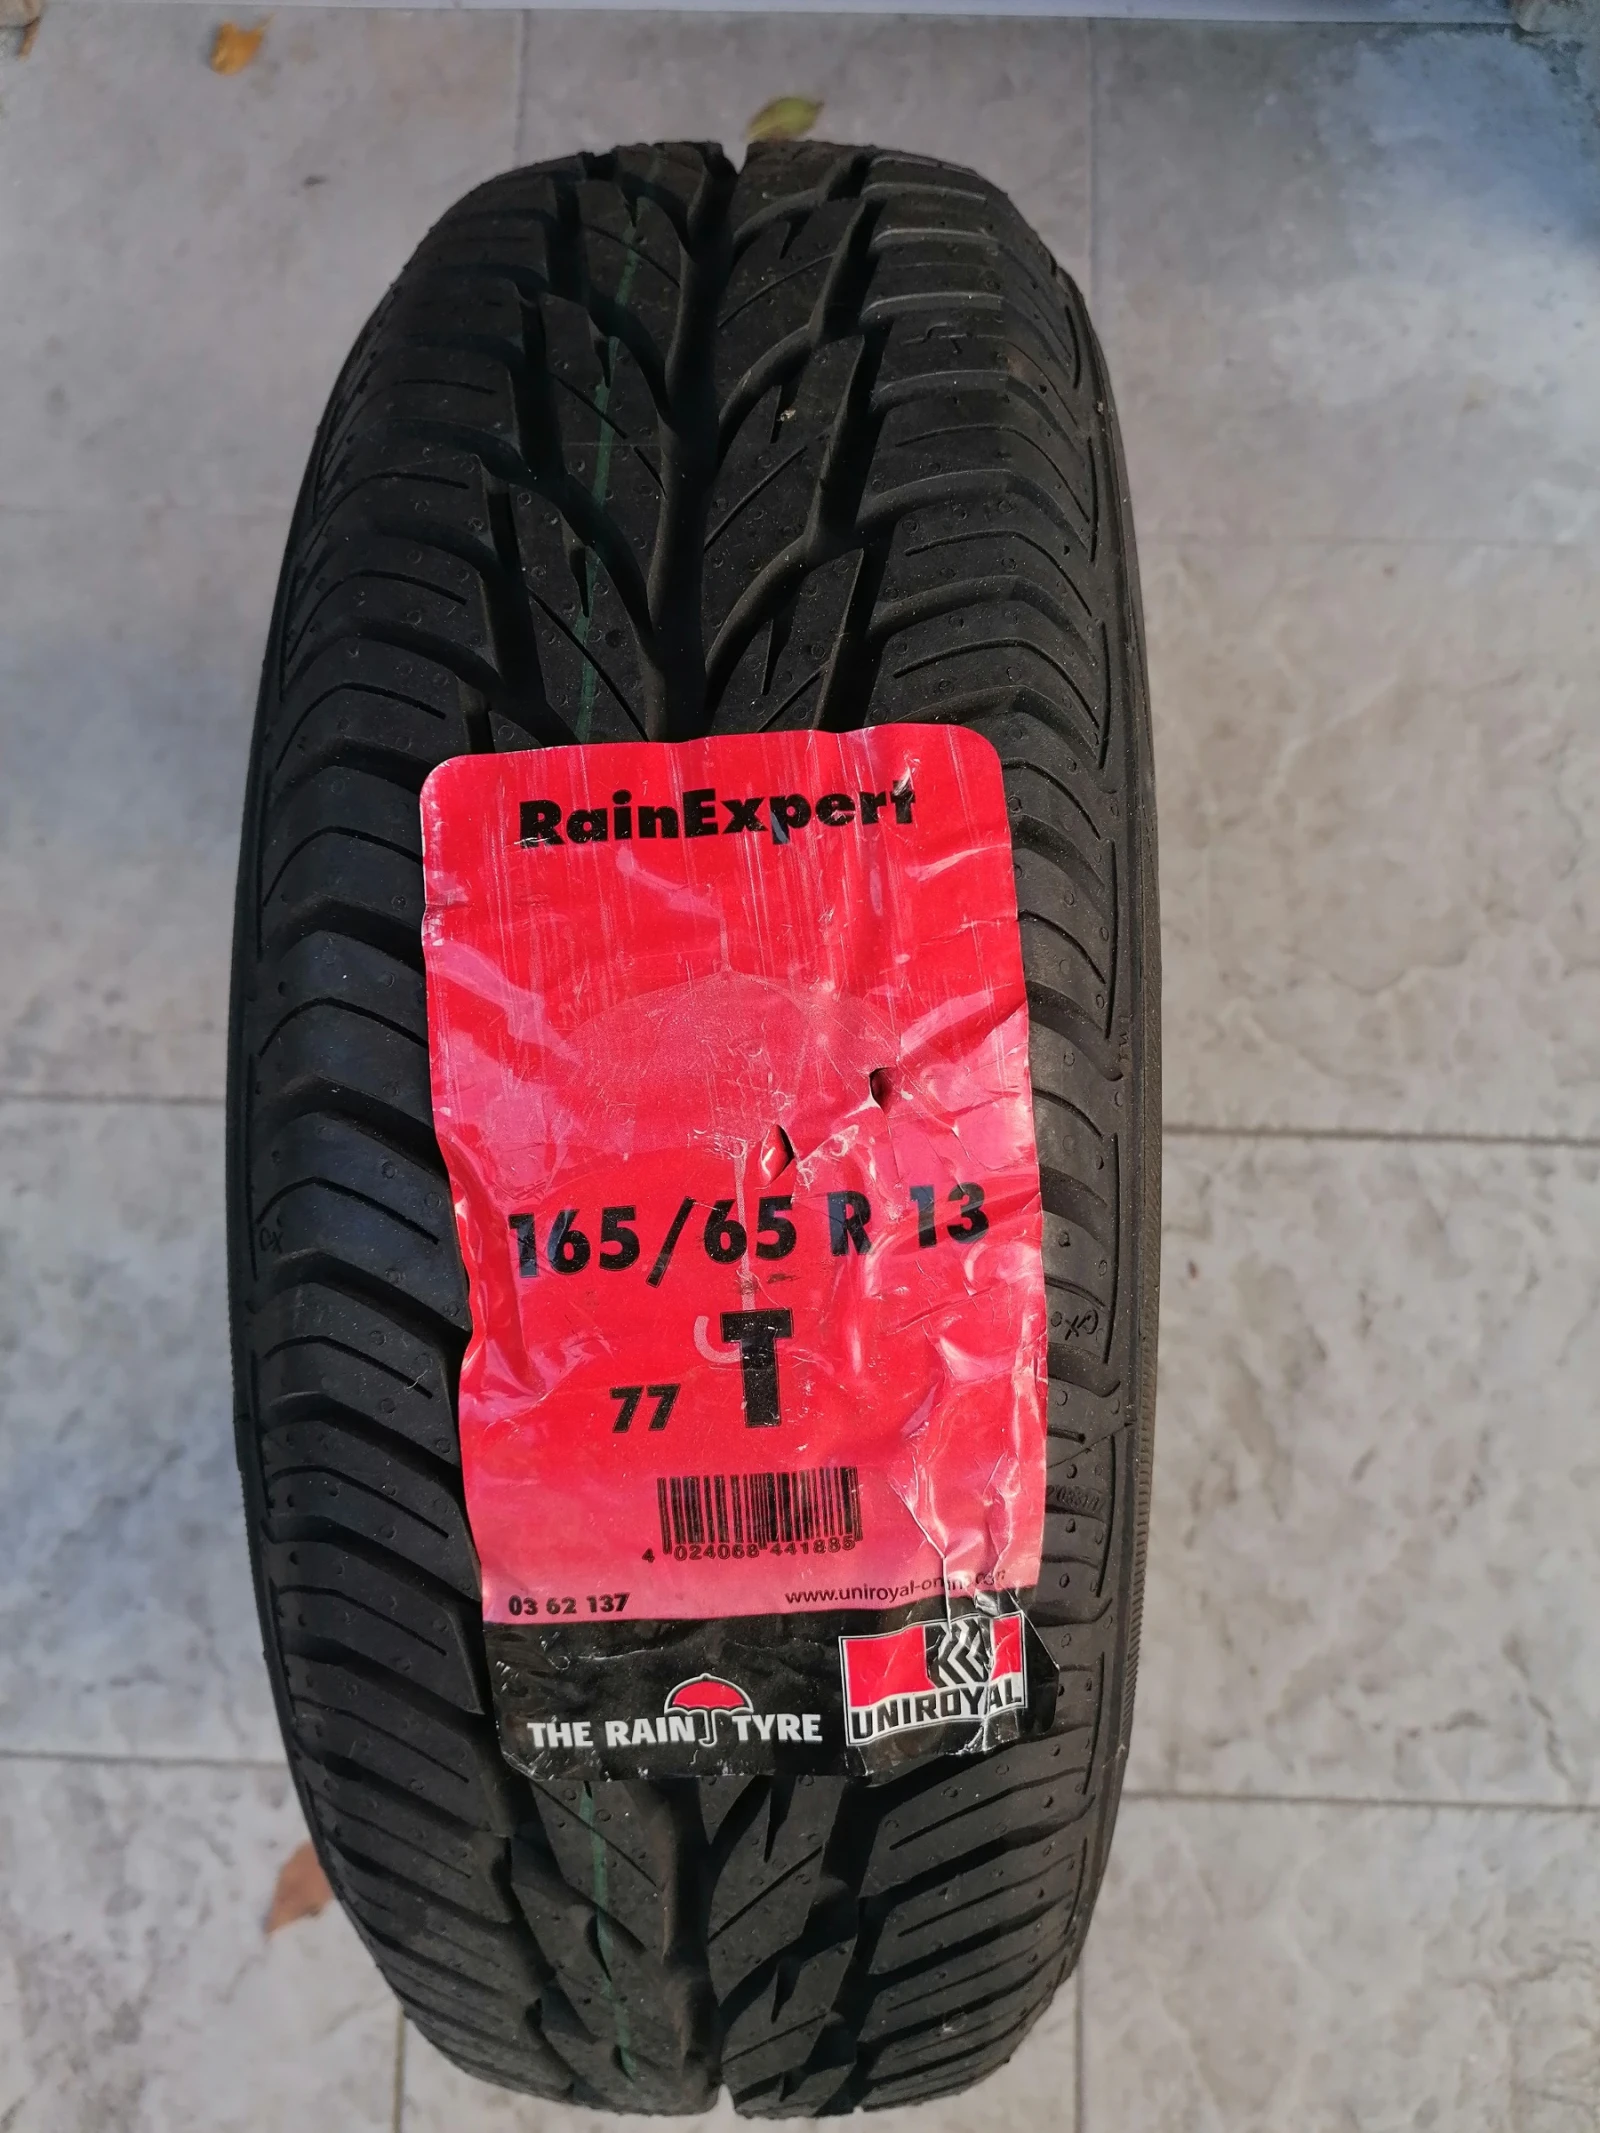 RainExpert
165/65 R 13
T
77
4 024068 441885
03 62 137
www.uniroyal-online.com
THE RAIN TYRE
UNIROYAL